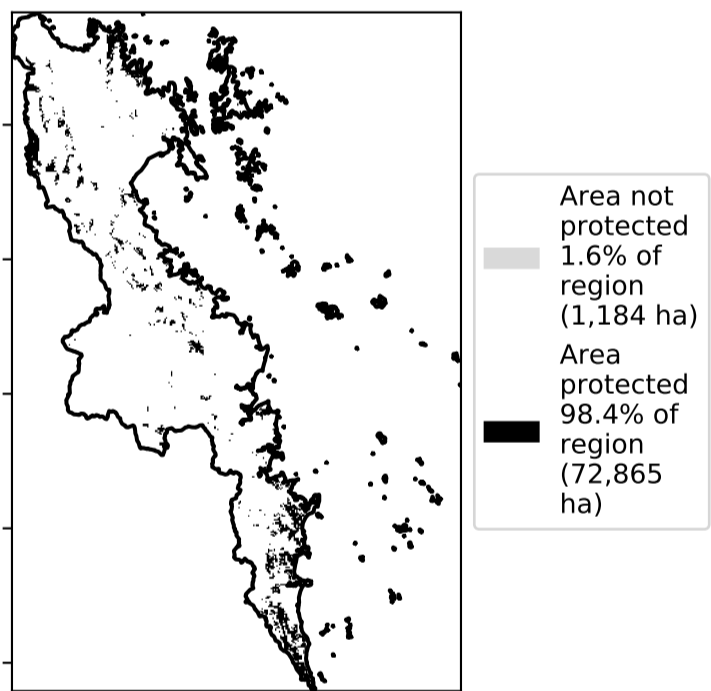 Area not
protected
1.6% of
region
(1,184 ha)
Area
protected
98.4% of
region
(72,865
ha)